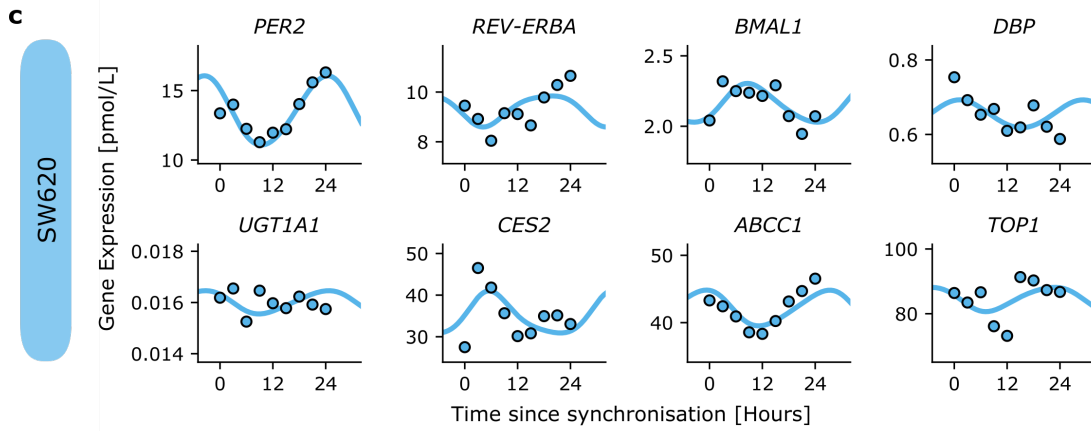 c
SW620
Gene Expression [pmol/L]
PER2
15
10
0 12 24
REV-ERBA
10
8
0 12 24
BMAL1
2.5
2.0
0 12 24
DBP
0.8
0.6
0 12 24
UGT1A1
0.018
0.016
0.014
0 12 24
CES2
50
40
30
0 12 24
ABCC1
50
40
0 12 24
TOP1
100
80
0 12 24
Time since synchronisation [Hours]